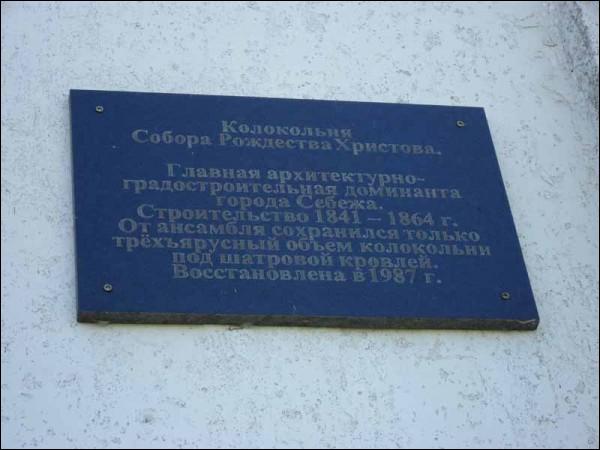 Колокольня
Собора Рождества Христова.
Главная архитектурно-
градостроительная доминанта
города Себежа.
Строительство 1841 – 1864 г.
От ансамбля сохранился только
трёхъярусный объем колокольни
под шатровой кровлей.
Восстановлена в 1987 г.